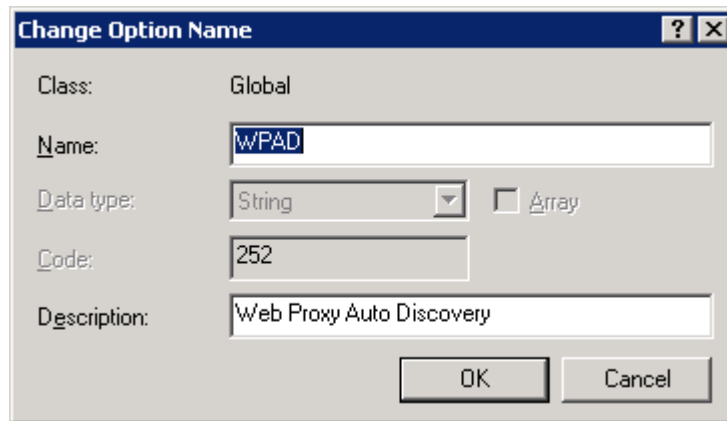 Change Option Name
Class: Global
Name: WPAD
Data type: String Array
Code: 252
Description: Web Proxy Auto Discovery
OK Cancel